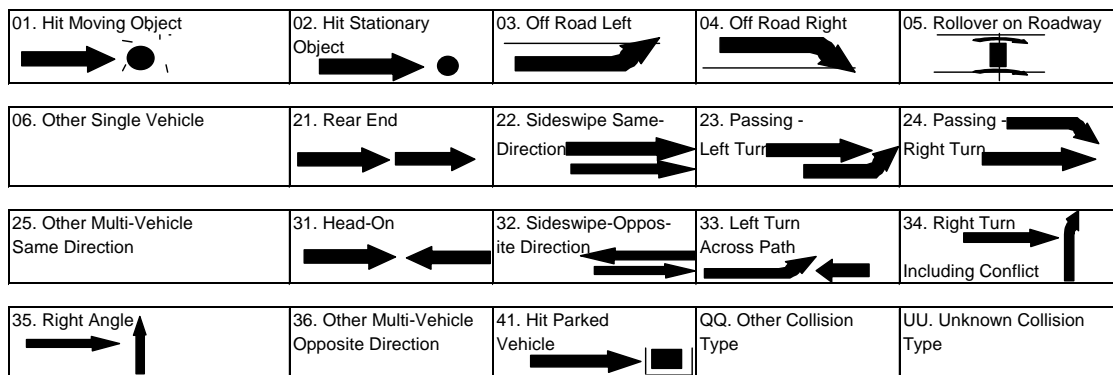 01. Hit Moving Object
02. Hit Stationary
Object
03. Off Road Left
04. Off Road Right
05. Rollover on Roadway
06. Other Single Vehicle
21. Rear End
22. Sideswipe Same-
Direction
23. Passing -
Left Turn
24. Passing -
Right Turn
25. Other Multi-Vehicle
Same Direction
31. Head-On
32. Sideswipe-Oppos-
ite Direction
33. Left Turn
Across Path
34. Right Turn
Including Conflict
35. Right Angle
36. Other Multi-Vehicle
Opposite Direction
41. Hit Parked
Vehicle
QQ. Other Collision
Type
UU. Unknown Collision
Type